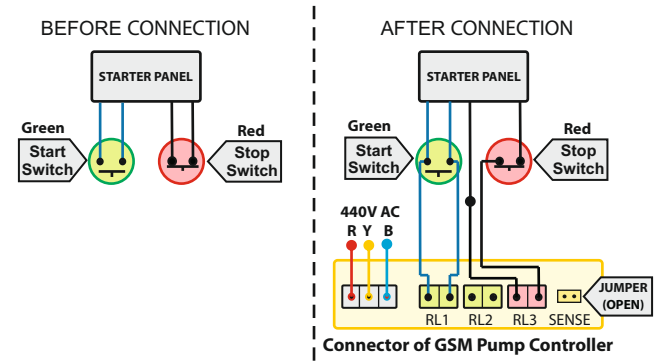 BEFORE CONNECTION
STARTER PANEL
Green
Start
Switch
Red
Stop
Switch
AFTER CONNECTION
STARTER PANEL
Green
Start
Switch
Red
Stop
Switch
440V AC
R Y B
JUMPER
(OPEN)
RL1 RL2 RL3 SENSE
Connector of GSM Pump Controller